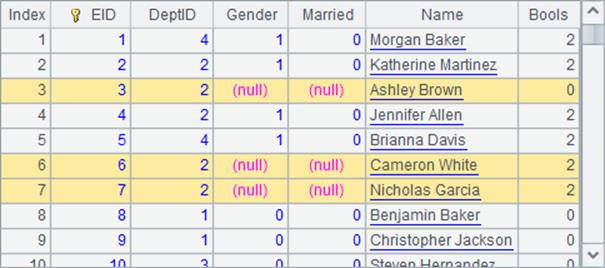 Index EID DeptID Gender Married Name Bools
1 1 4 1 0 Morgan Baker 2
2 2 2 1 0 Katherine Martinez 2
3 3 2 (null) (null) Ashley Brown 0
4 4 2 1 0 Jennifer Allen 2
5 5 4 1 0 Brianna Davis 2
6 6 2 (null) (null) Cameron White 2
7 7 2 (null) (null) Nicholas Garcia 2
8 8 1 0 0 Benjamin Baker 0
9 9 1 0 0 Christopher Jackson 0
10 10 3 0 0 Steven Hernandez 0